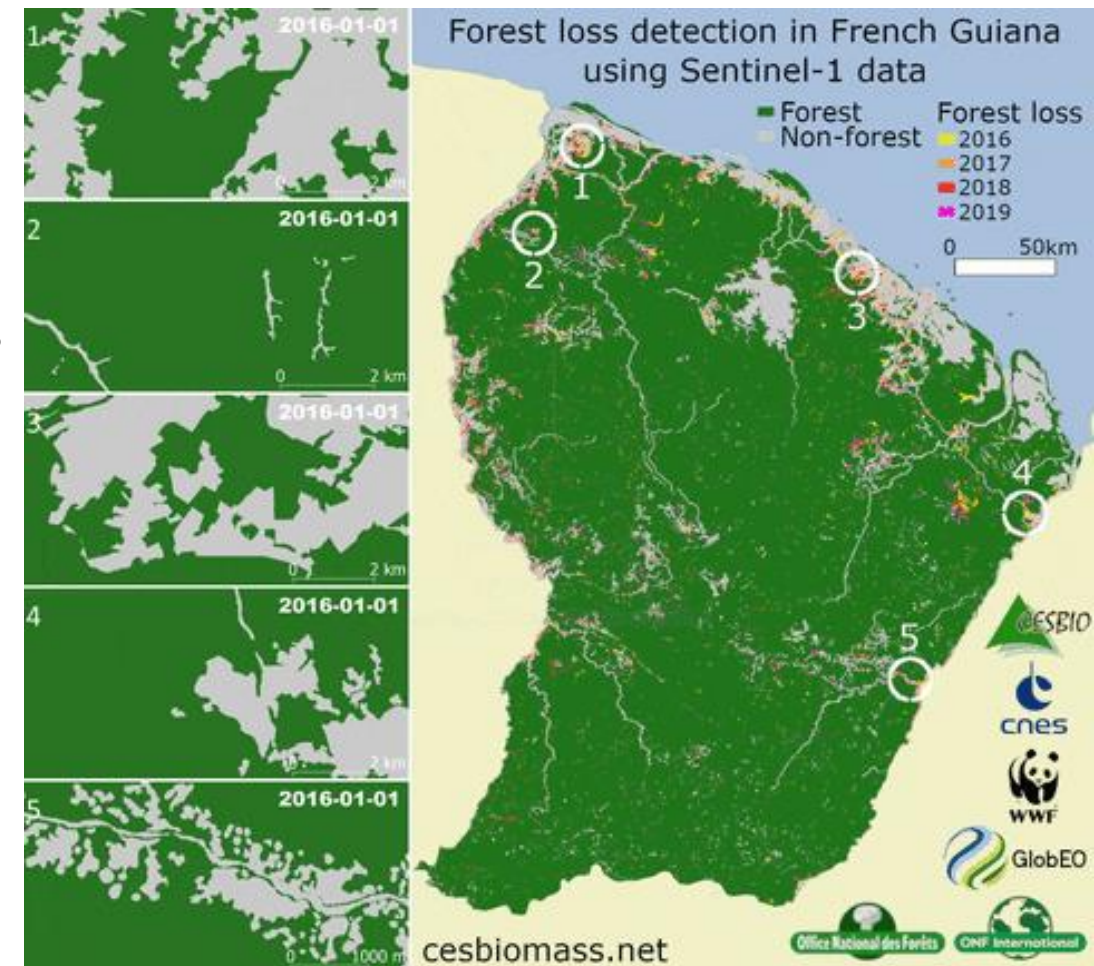 1
2016-01-01
0 2 km
2
2016-01-01
0 2 km
3
2016-01-01
0 2 km
4
2016-01-01
0 2 km
5
2016-01-01
0 1000 m
Forest loss detection in French Guiana
using Sentinel-1 data
Forest
Non-forest
Forest loss
2016
2017
2018
2019
0 50km
1
2
3
4
5
CESBIO
cnes
WWF
GlobEO
Office National des Forêts
ONF International
cesbiomass.net